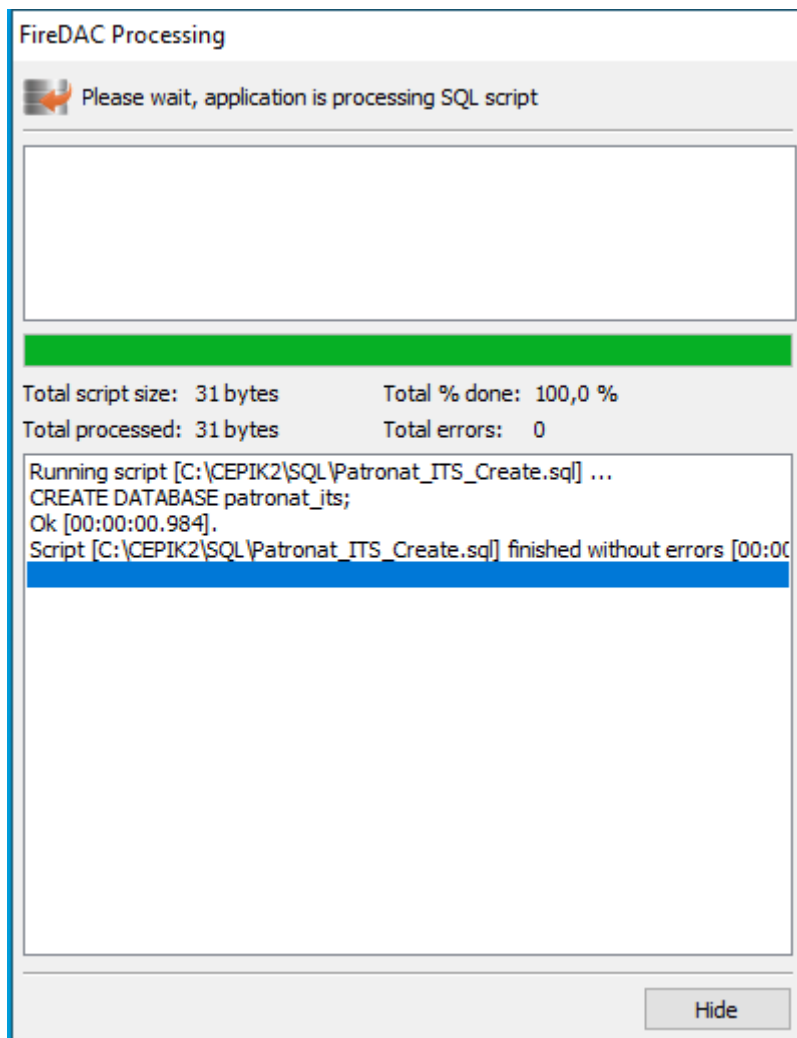 FireDAC Processing
Please wait, application is processing SQL script
Total script size: 31 bytes Total % done: 100,0 %
Total processed: 31 bytes Total errors: 0
Running script [C:\CEPIK2\SQL\Patronat_ITS_Create.sql] ...
CREATE DATABASE patronat_its;
Ok [00:00:00.984].
Script [C:\CEPIK2\SQL\Patronat_ITS_Create.sql] finished without errors [00:00
Hide